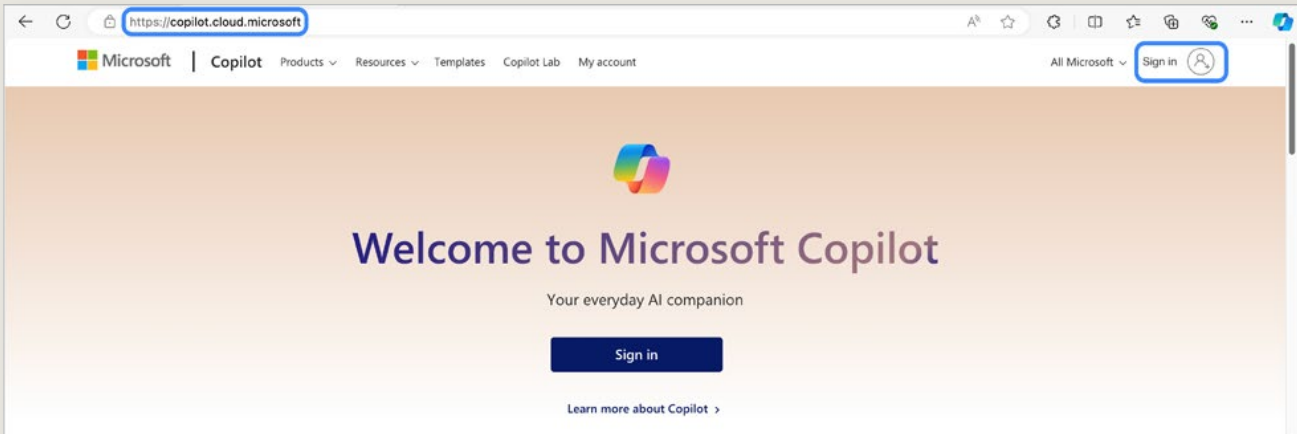 https://copilot.cloud.microsoft
Microsoft | Copilot Products Resources Templates Copilot Lab My account All Microsoft Sign in
Welcome to Microsoft Copilot
Your everyday AI companion
Sign in
Learn more about Copilot >